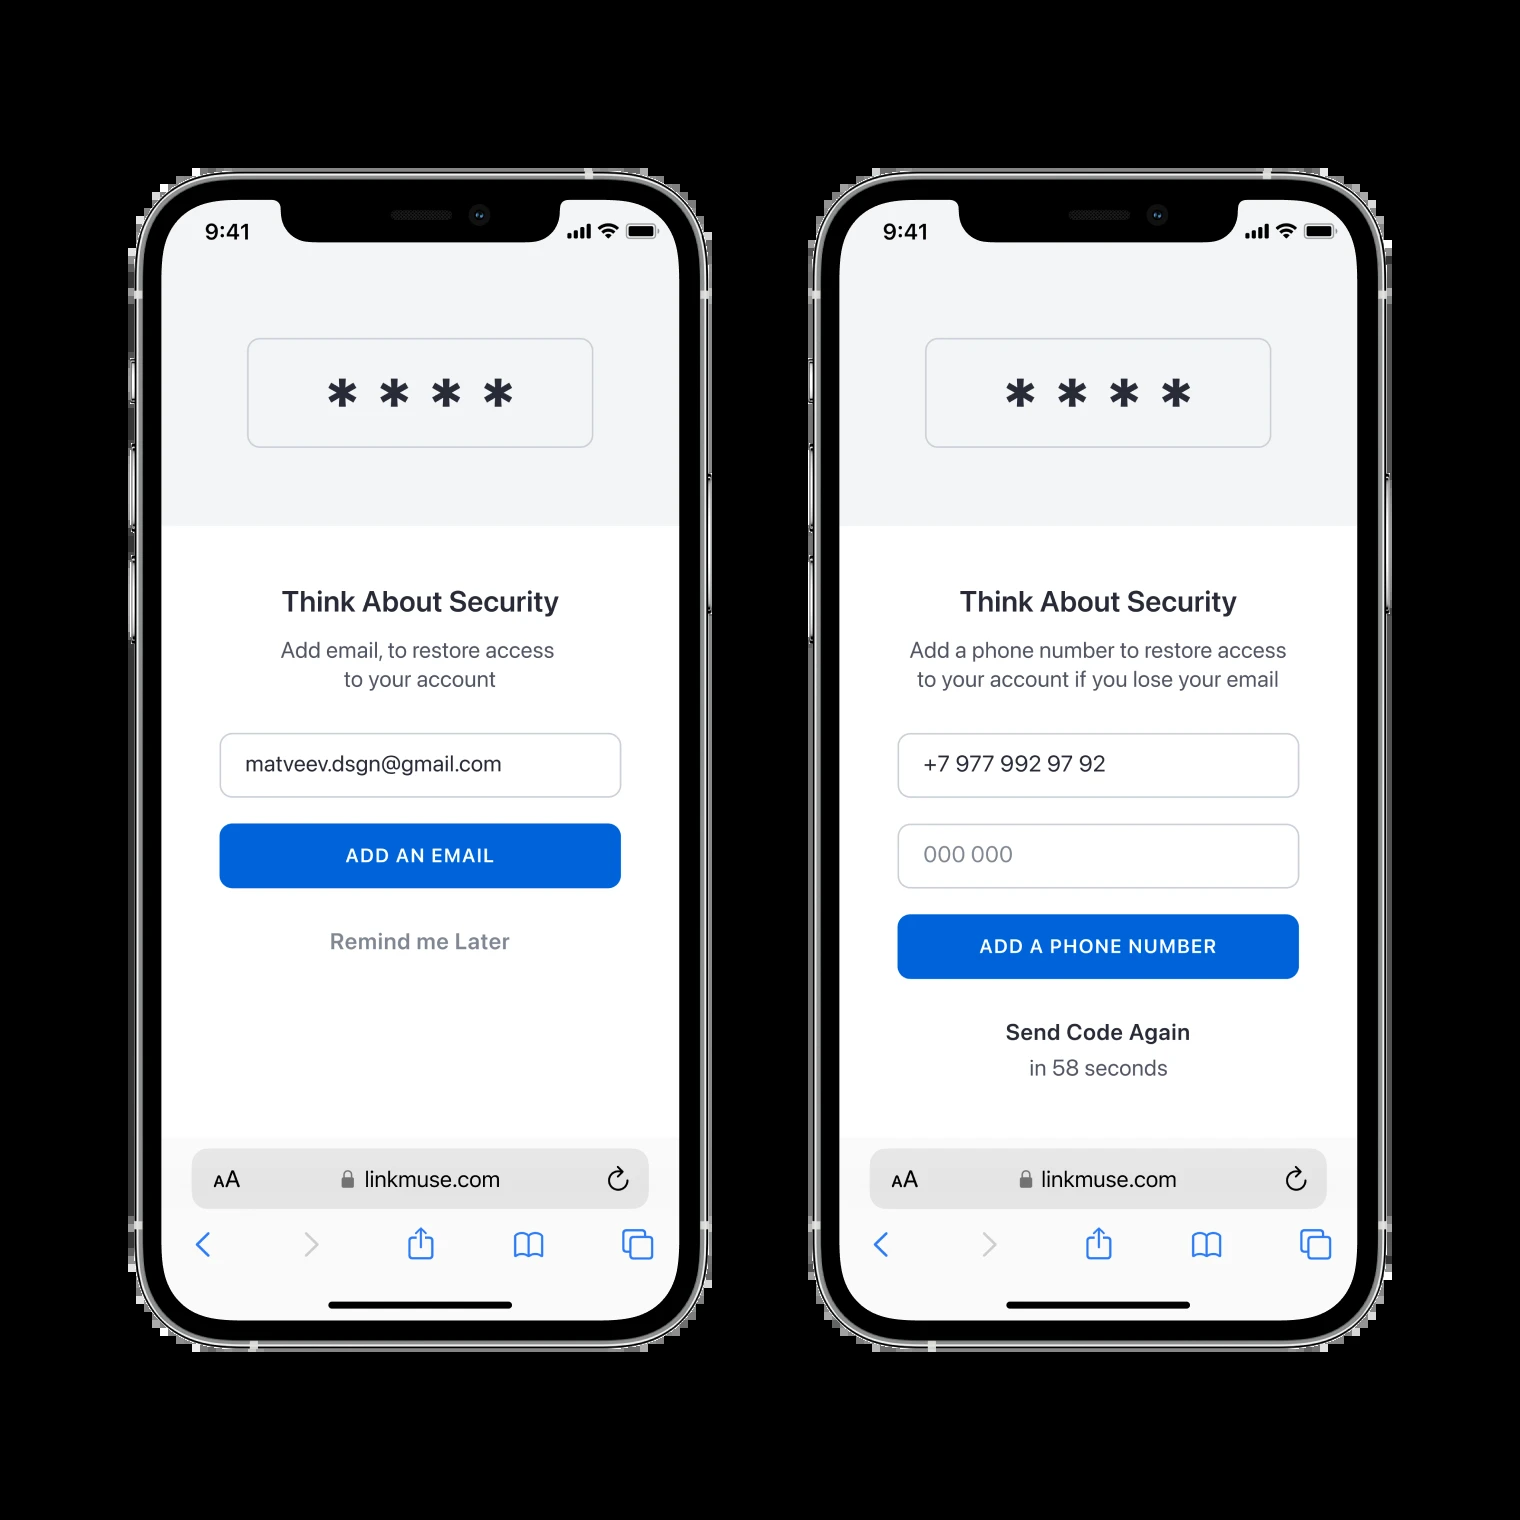 9:41
✱ ✱ ✱ ✱
Think About Security
Add email, to restore access
to your account
matveev.dsgn@gmail.com
ADD AN EMAIL
Remind me Later
AA linkmuse.com
9:41
✱ ✱ ✱ ✱
Think About Security
Add a phone number to restore access
to your account if you lose your email
+7 977 992 97 92
000 000
ADD A PHONE NUMBER
Send Code Again
in 58 seconds
AA linkmuse.com